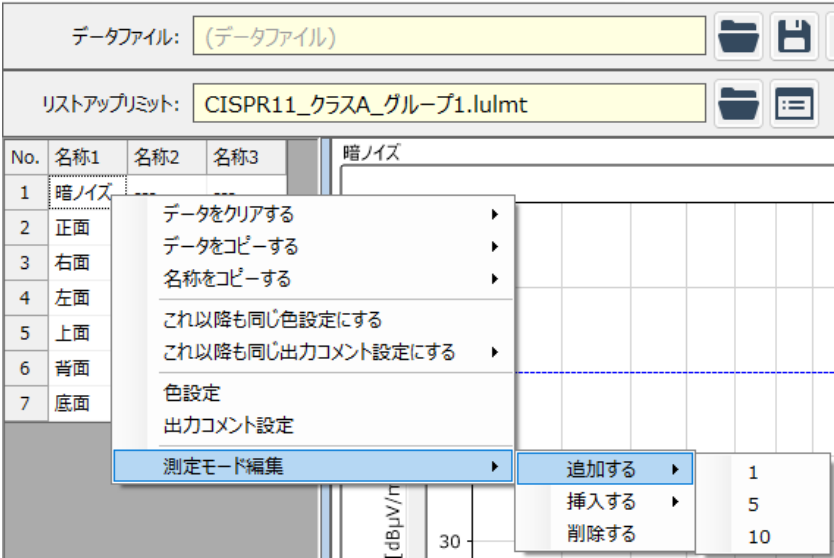 データファイル: (データファイル)
リストアップリミット: CISPR11_クラスA_グループ1.lulmt
No. 名称1 名称2 名称3
暗ノイズ
1 暗ノイズ --- ---
2 正面
3 右面
4 左面
5 上面
6 背面
7 底面
データをクリアする
データをコピーする
名称をコピーする
これ以降も同じ色設定にする
これ以降も同じ出力コメント設定にする
色設定
出力コメント設定
測定モード編集
追加する
挿入する
削除する
1
5
10
[dBμV/m
30